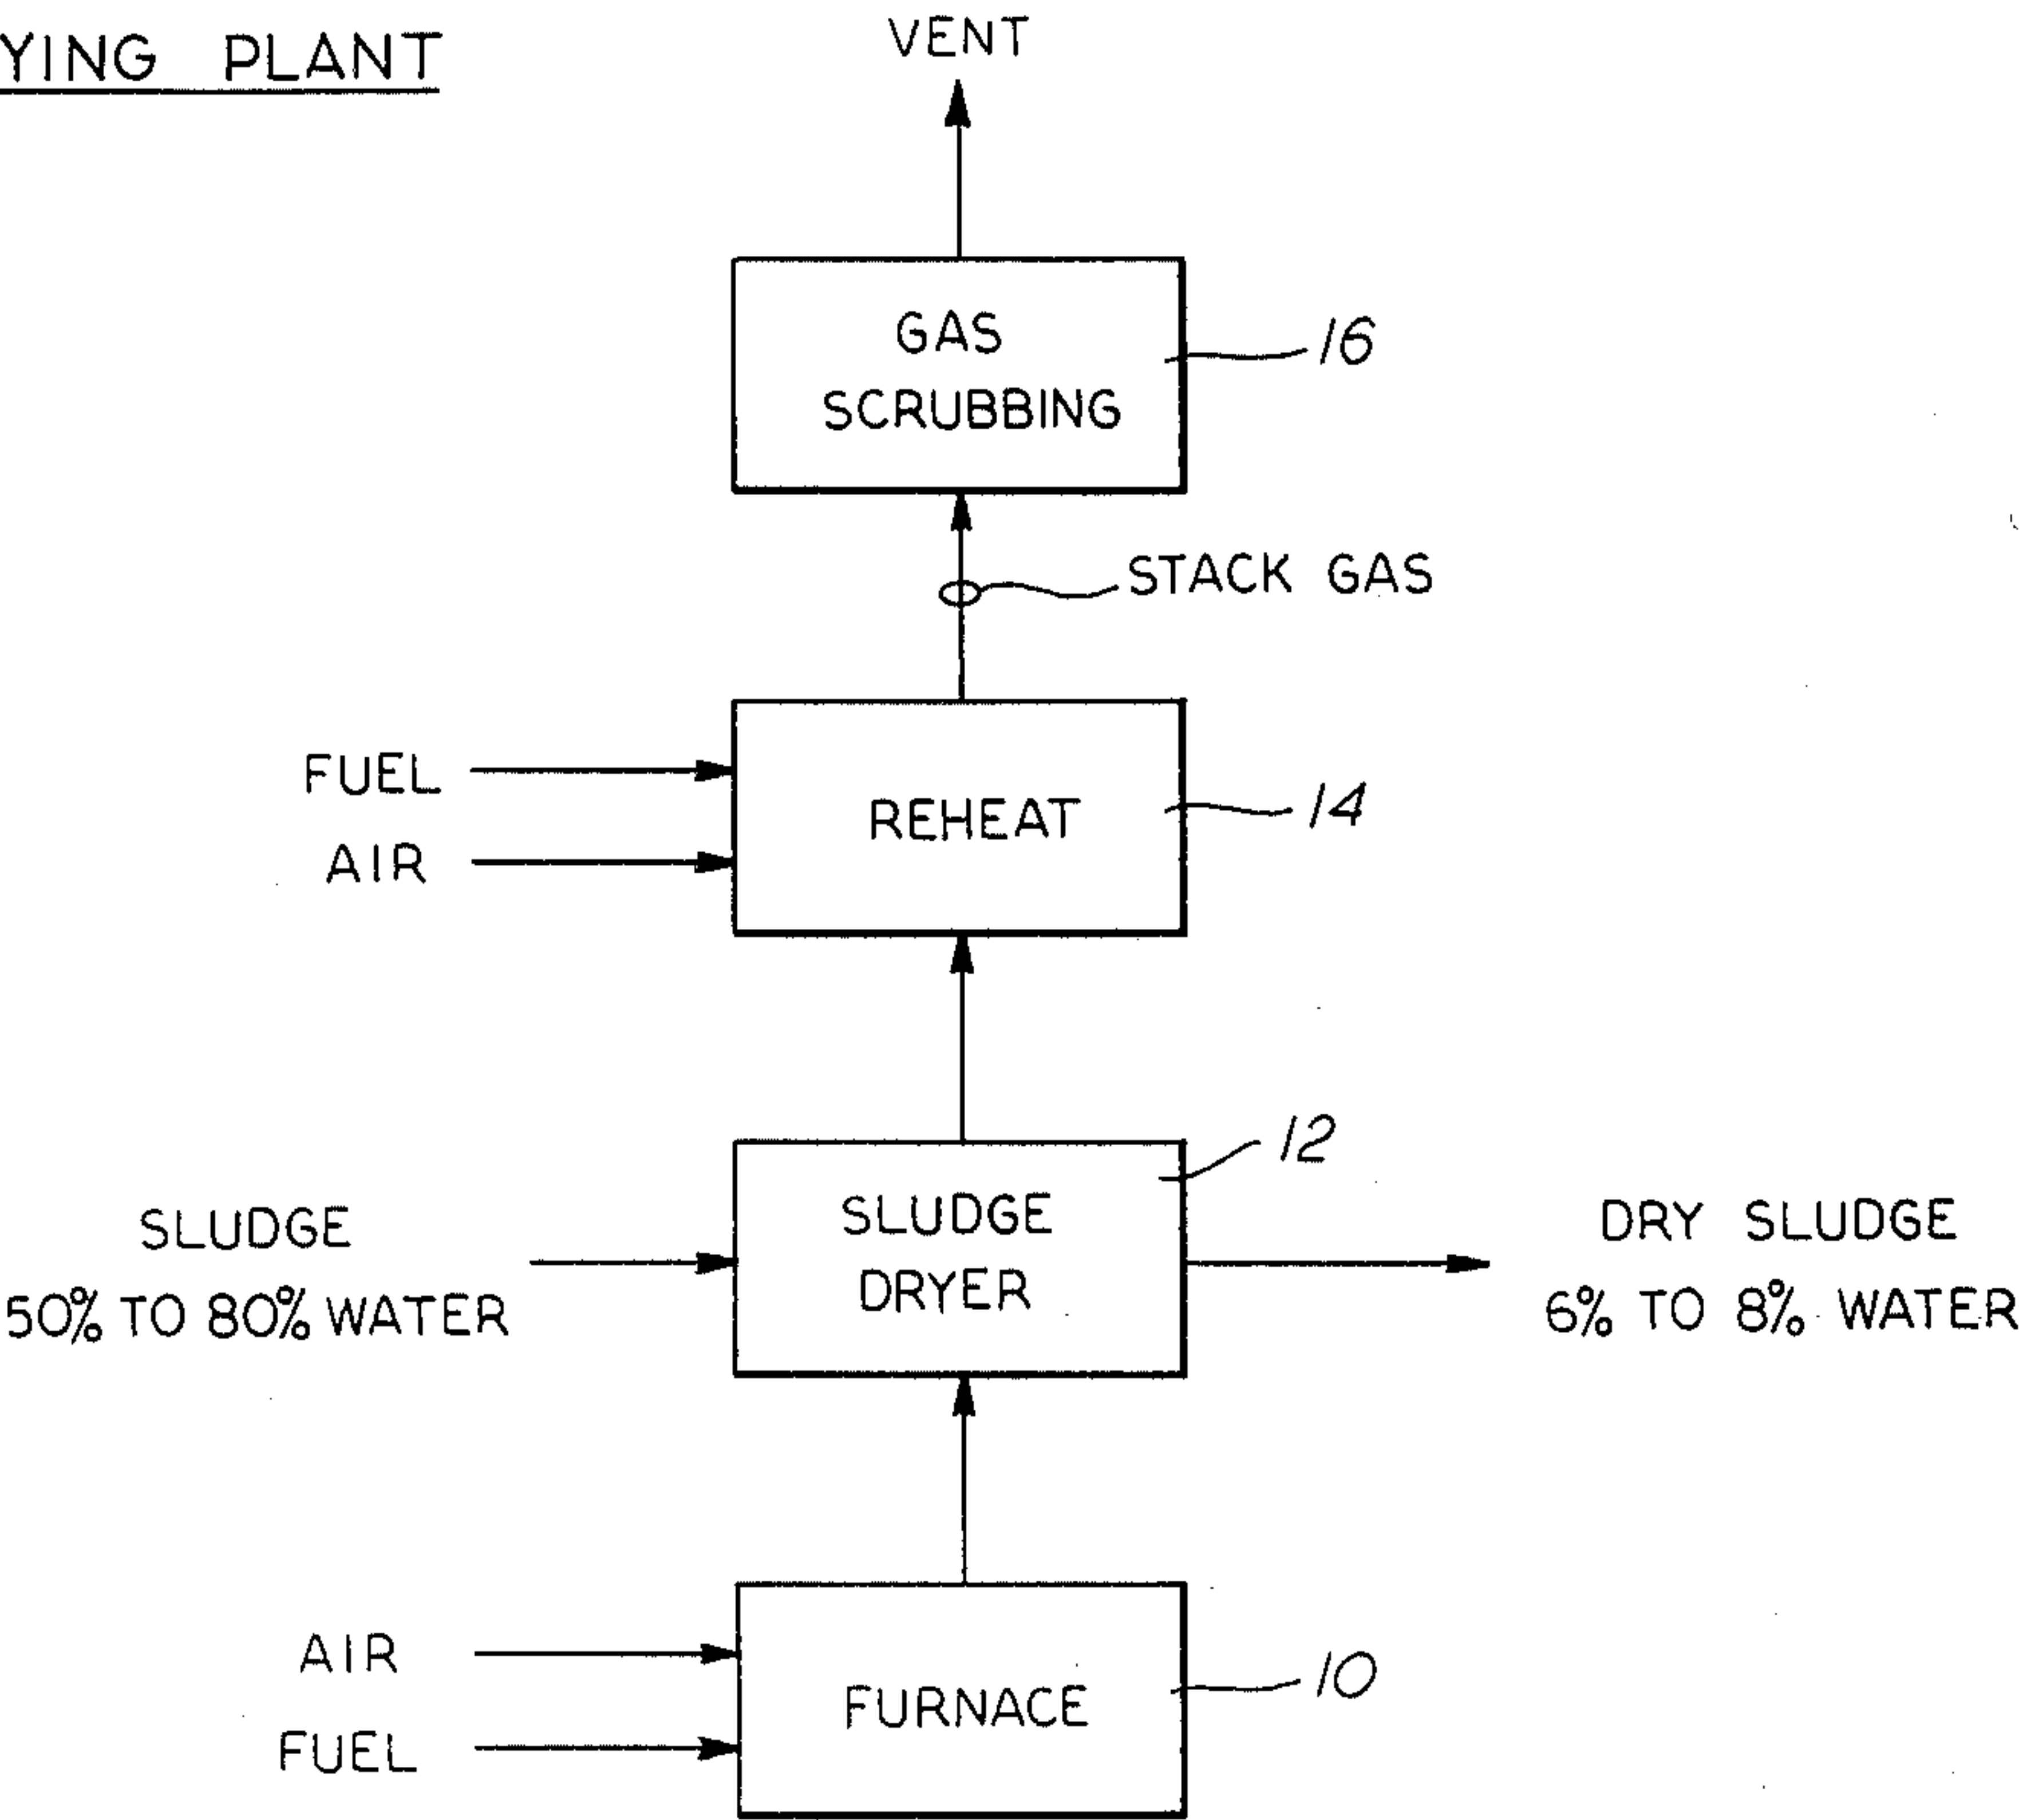 YING PLANT
VENT
GAS
SCRUBBING
16
STACK GAS
FUEL
AIR
REHEAT
14
12
SLUDGE
50% TO 80% WATER
SLUDGE
DRYER
DRY SLUDGE
6% TO 8% WATER
AIR
FUEL
FURNACE
10